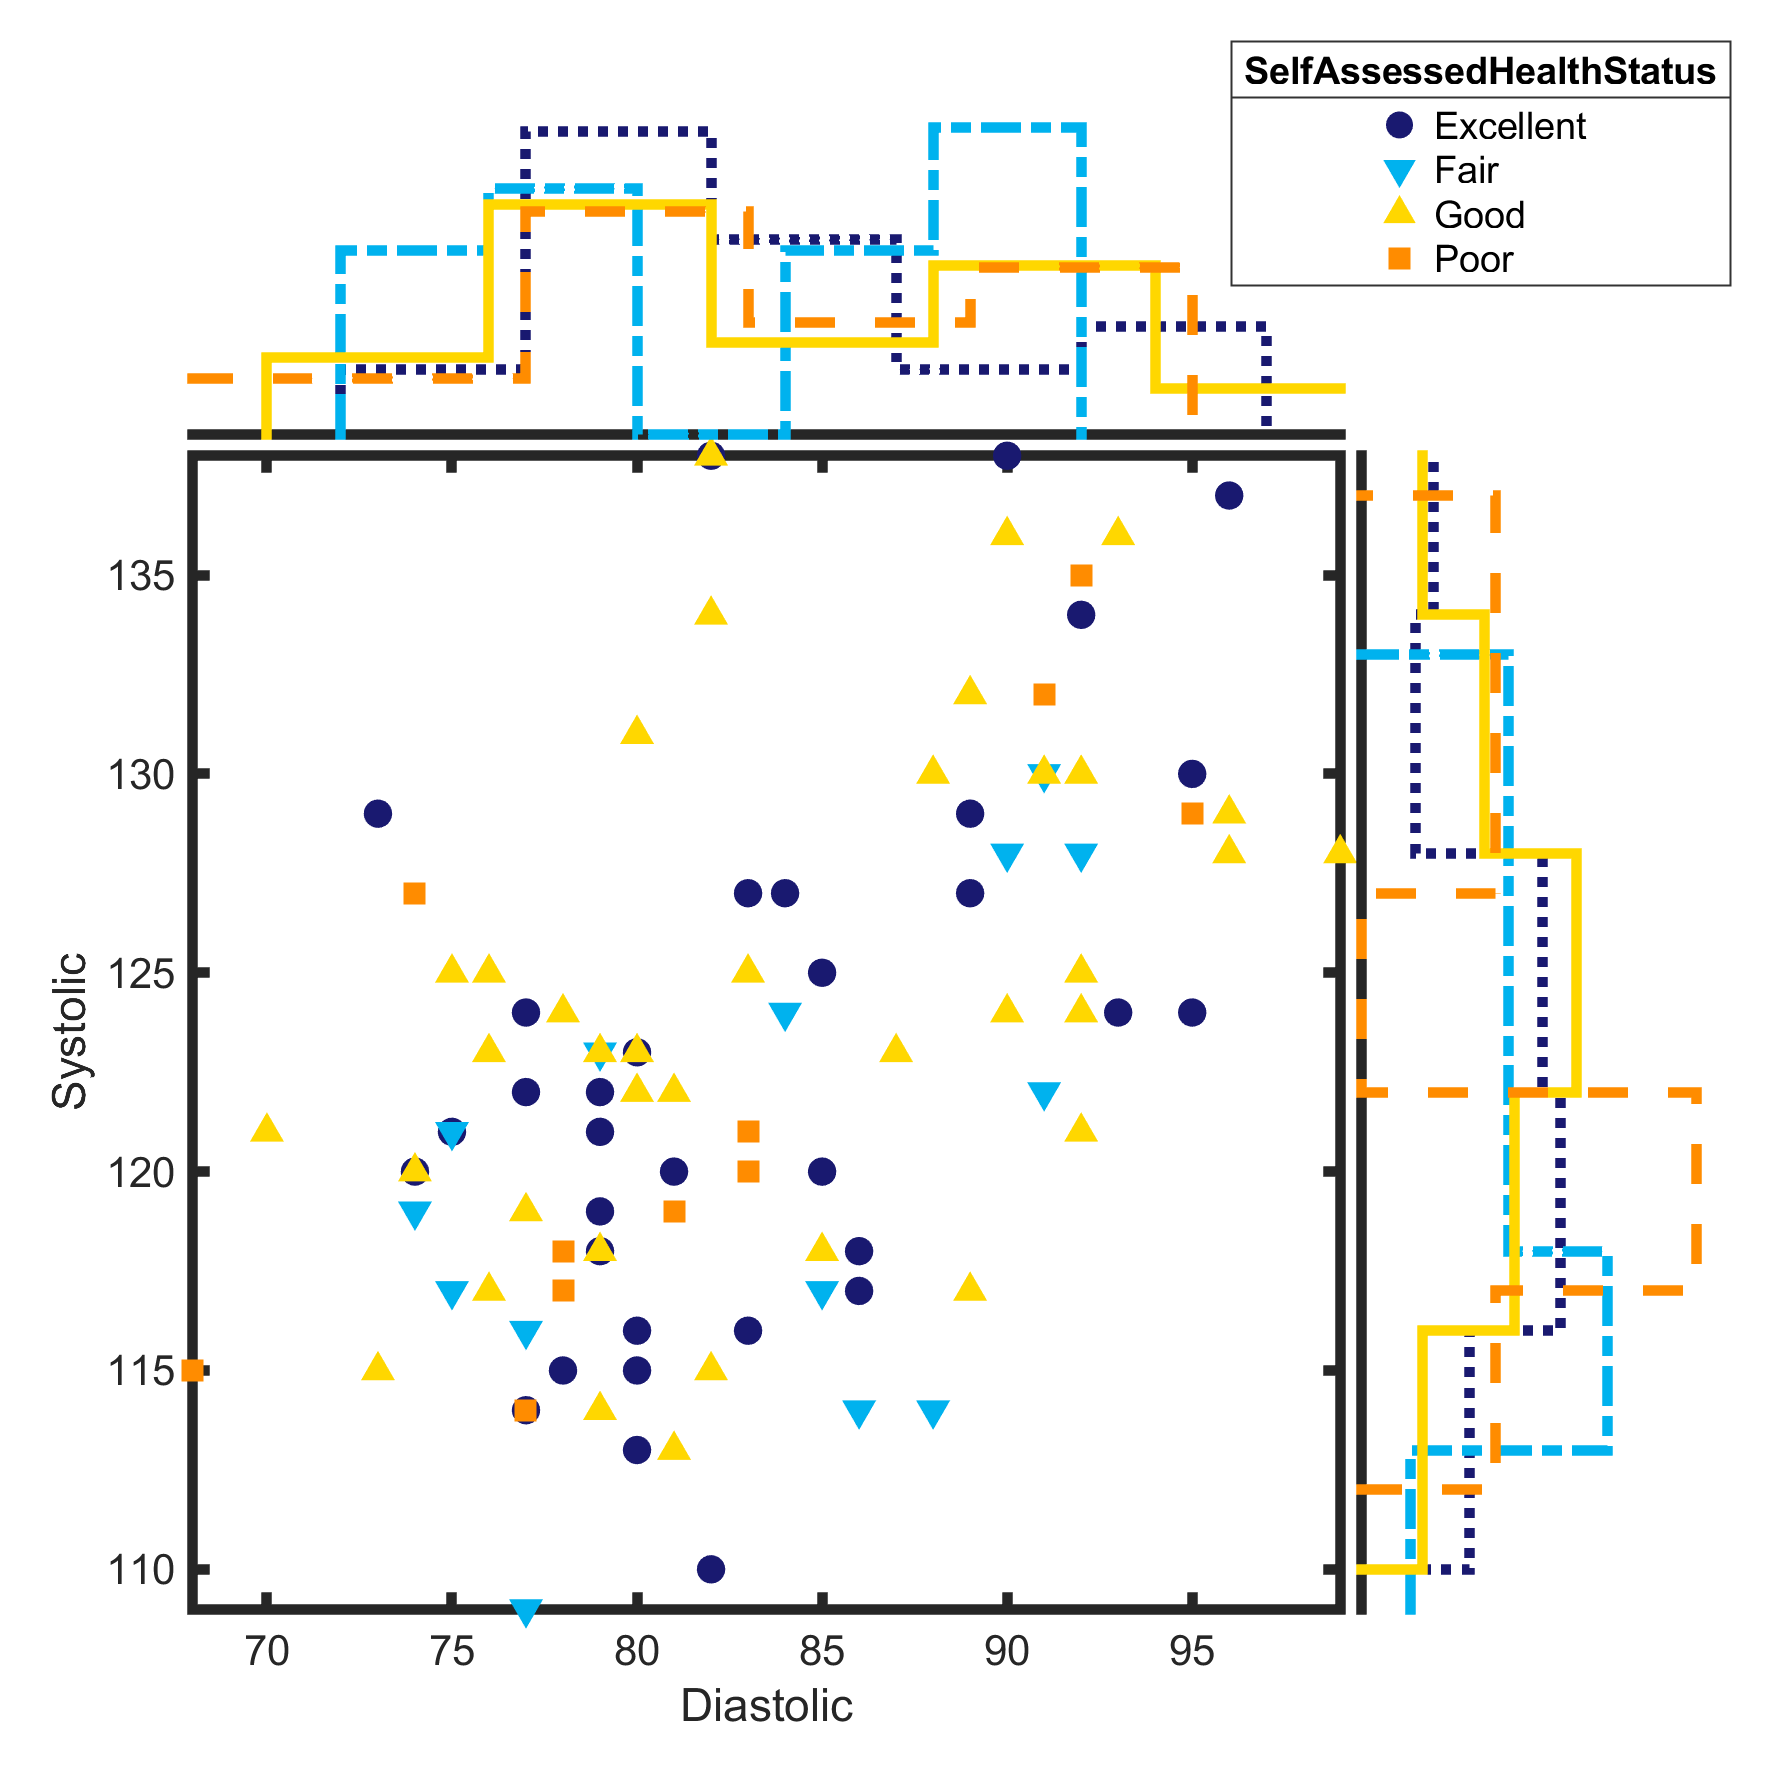 SelfAssessedHealthStatus
Excellent
Fair
Good
Poor
135
130
125
120
115
110
Systolic
70 75 80 85 90 95
Diastolic